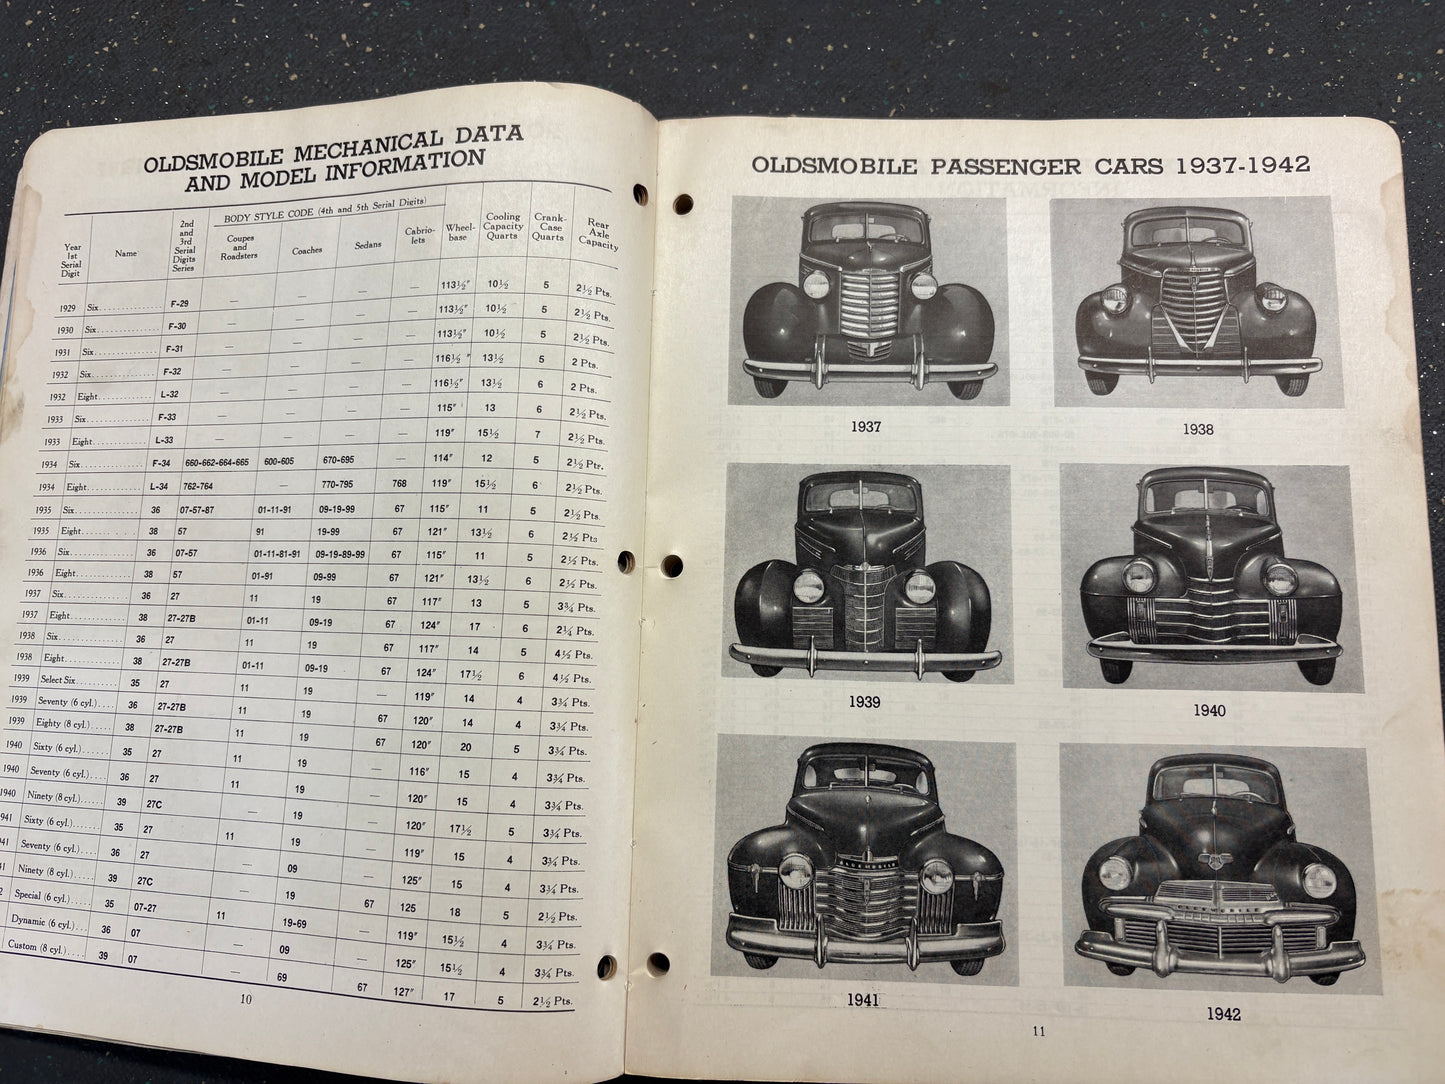 OLDSMOBILE MECHANICAL DATA
AND MODEL INFORMATION
Year 1st Serial Digit Name 2nd and 3rd Serial Digits Series BODY STYLE CODE (4th and 5th Serial Digits) Coupes and Roadsters Coaches Sedans Cabriolets Wheelbase Cooling Capacity Quarts Crank-Case Quarts Rear Axle Capacity
1929 Six F-29 — — — — 113½″ 10½ 5 2½ Pts.
1930 Six F-30 — — — — 113½″ 10½ 5 2½ Pts.
1931 Six F-31 — — — — 113½″ 10½ 5 2½ Pts.
1932 Six F-32 — — — — 116½″ 13½ 5 2 Pts.
1932 Eight L-32 — — — — 116½″ 13½ 6 2 Pts.
1933 Six F-33 — — — — 115″ 13 6 2½ Pts.
1933 Eight L-33 — — — — 119″ 15½ 7 2½ Pts.
1934 Six F-34 660-662-664-665 600-605 670-695 — 114″ 12 5 2½ Ptr.
1934 Eight L-34 762-764 — 770-795 768 119″ 15½ 6 2½ Pts.
1935 Six 36 07-57-87 01-11-91 09-19-99 67 115″ 11 5 2½ Pts.
1935 Eight 38 57 91 19-99 67 121″ 13½ 6 2½ Pts
1936 Six 36 07-57 01-11-81-91 09-19-89-99 67 115″ 11 5 2½ Pts.
1936 Eight 38 57 01-91 09-99 67 121″ 13½ 6 2½ Pts.
1937 Six 36 27 11 19 67 117″ 13 5 3¾ Pts.
1937 Eight 38 27-27B 01-11 09-19 67 124″ 17 6 2¼ Pts.
1938 Six 36 27 11 19 67 117″ 14 5 4½ Pts.
1938 Eight 38 27-27B 01-11 09-19 67 124″ 17½ 6 4½ Pts.
1939 Select Six 35 27 11 19 — 119″ 14 4 3¾ Pts.
1939 Seventy (6 cyl.) 36 27-27B 11 19 67 120″ 14 4 3¾ Pts.
1939 Eighty (8 cyl.) 38 27-27B 11 19 67 120″ 20 5 3¾ Pts.
1940 Sixty (6 cyl.) 35 27 11 19 — 116″ 15 4 3¾ Pts.
1940 Seventy (6 cyl.) 36 27 11 19 — 120″ 15 4 3¾ Pts.
940 Ninety (8 cyl.) 39 27C — 19 — 120″ 17½ 5 3¾ Pts.
941 Sixty (6 cyl.) 35 27 11 19 — 119″ 15 4 3¾ Pts.
41 Seventy (6 cyl.) 36 27 — 09 — 125″ 15 4 3¾ Pts.
1 Ninety (8 cyl.) 39 27C — 19 67 125 18 5 2½ Pts.
2 Special (6 cyl.) 35 07-27 11 19-69 — 119″ 15½ 4 3¾ Pts.
Dynamic (6 cyl.) 36 07 — 09 — 125″ 15½ 4 3¾ Pts.
Custom (8 cyl.) 39 07 — 69 67 127″ 17 5 2½ Pts.
10
OLDSMOBILE PASSENGER CARS 1937-1942
1937
1938
1939
1940
OLDSMOBILE
1941
OLDSMOBILE
1942
11